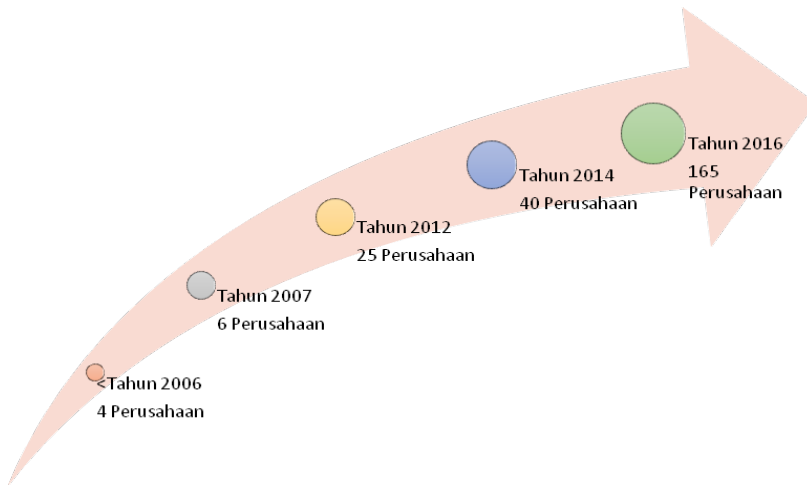 <Tahun 2006
4 Perusahaan
Tahun 2007
6 Perusahaan
Tahun 2012
25 Perusahaan
Tahun 2014
40 Perusahaan
Tahun 2016
165
Perusahaan